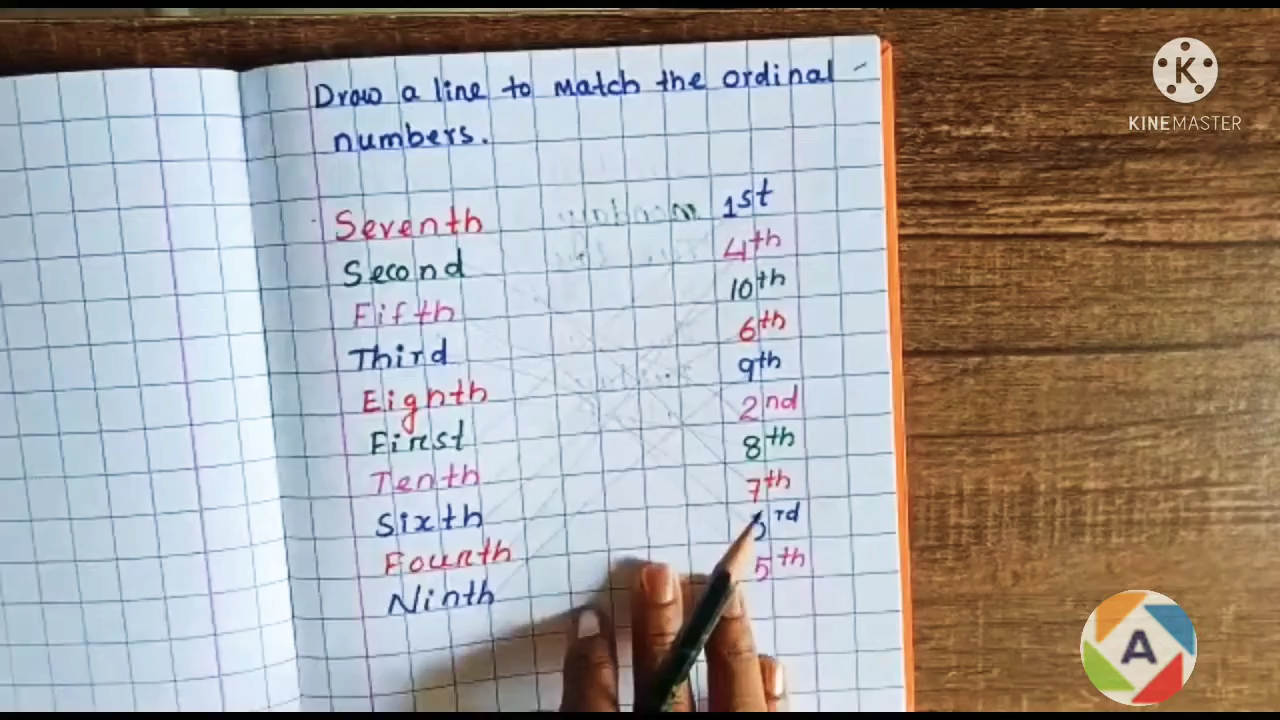 Draw a line to match the ordinal
numbers.
Seventh 1st
Second 4th
Fifth 10th
Third 6th
Eighth 9th
First 2nd
Tenth 8th
Sixth 7th
Fourth 3rd
Ninth 5th
K
KINEMASTER
A